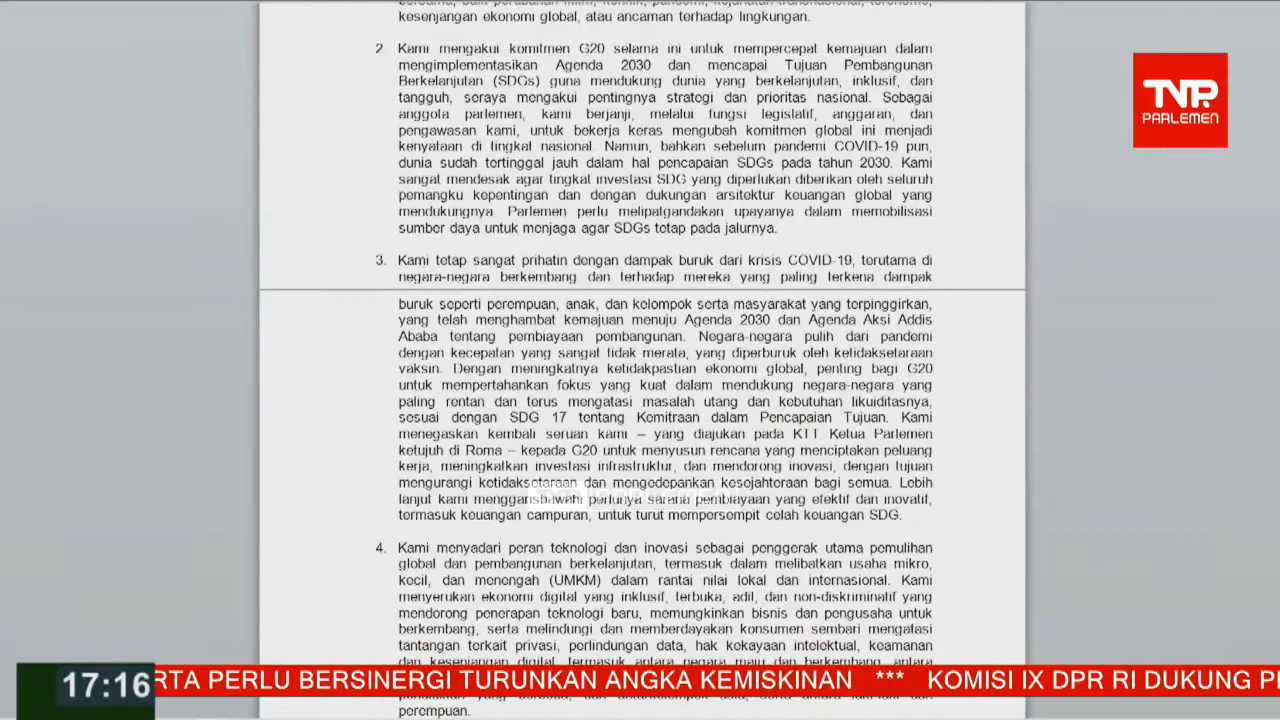 kesenjangan ekonomi global, atau ancaman terhadap lingkungan.
2. Kami mengakui komitmen G20 selama ini untuk mempercepat kemajuan dalam
mengimplementasikan Agenda 2030 dan mencapai Tujuan Pembangunan
Berkelanjutan (SDGs) guna mendukung dunia yang berkelanjutan, inklusif, dan
tangguh, seraya mengakui pentingnya strategi dan prioritas nasional. Sebagai
anggota parlemen, kami berjanji, melalui fungsi legislatif, anggaran, dan
pengawasan kami, untuk bekerja keras mengubah komitmen global ini menjadi
kenyataan di tingkat nasional. Namun, bahkan sebelum pandemi COVID-19 pun,
dunia sudah tertinggal jauh dalam hal pencapaian SDGs pada tahun 2030. Kami
sangat mendesak agar tingkat investasi SDG yang diperlukan diberikan oleh seluruh
pemangku kepentingan dan dengan dukungan arsitektur keuangan global yang
mendukungnya. Parlemen perlu melipatgandakan upayanya dalam memobilisasi
sumber daya untuk menjaga agar SDGs tetap pada jalurnya.
3. Kami tetap sangat prihatin dengan dampak buruk dari krisis COVID-19, terutama di
negara-negara berkembang dan terhadap mereka yang paling terkena dampak
buruk seperti perempuan, anak, dan kelompok serta masyarakat yang terpinggirkan,
yang telah menghambat kemajuan menuju Agenda 2030 dan Agenda Aksi Addis
Ababa tentang pembiayaan pembangunan. Negara-negara pulih dari pandemi
dengan kecepatan yang sangat tidak merata, yang diperburuk oleh ketidaksetaraan
vaksin. Dengan meningkatnya ketidakpastian ekonomi global, penting bagi G20
untuk mempertahankan fokus yang kuat dalam mendukung negara-negara yang
paling rentan dan terus mengatasi masalah utang dan kebutuhan likuiditasnya,
sesuai dengan SDG 17 tentang Kemitraan dalam Pencapaian Tujuan. Kami
menegaskan kembali seruan kami – yang diajukan pada KTT Ketua Parlemen
ketujuh di Roma – kepada G20 untuk menyusun rencana yang menciptakan peluang
kerja, meningkatkan investasi infrastruktur, dan mendorong inovasi, dengan tujuan
mengurangi ketidaksetaraan dan mengedepankan kesejahteraan bagi semua. Lebih
lanjut kami menggarisbawahi perlunya sarana pembiayaan yang efektif dan inovatif,
termasuk keuangan campuran, untuk turut mempersempit celah keuangan SDG.
4. Kami menyadari peran teknologi dan inovasi sebagai penggerak utama pemulihan
global dan pembangunan berkelanjutan, termasuk dalam melibatkan usaha mikro,
kecil, dan menengah (UMKM) dalam rantai nilai lokal dan internasional. Kami
menyerukan ekonomi digital yang inklusif, terbuka, adil, dan non-diskriminatif yang
mendorong penerapan teknologi baru, memungkinkan bisnis dan pengusaha untuk
berkembang, serta melindungi dan memberdayakan konsumen sembari mengatasi
tantangan terkait privasi, perlindungan data, hak kekayaan intelektual, keamanan
dan kesenjangan digital, termasuk antara negara maju dan berkembang, antara
perempuan.
TVR
PARLEMEN
17:16
RTA PERLU BERSINERGI TURUNKAN ANGKA KEMISKINAN *** KOMISI IX DPR RI DUKUNG